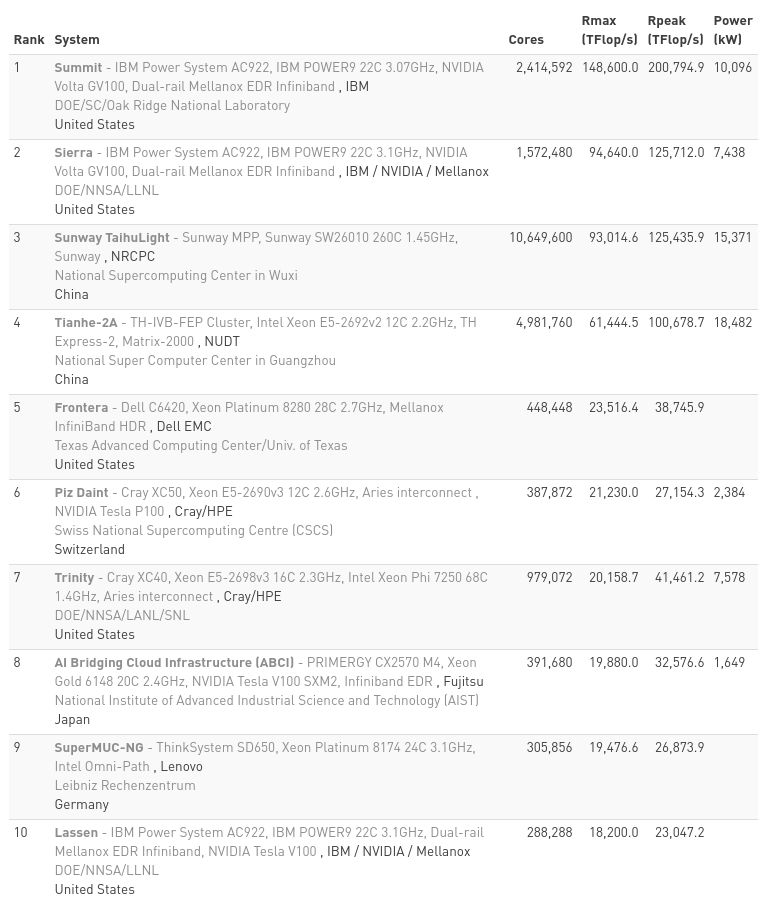 Rank System Cores Rmax (TFlop/s) Rpeak (TFlop/s) Power (kW)
1 Summit - IBM Power System AC922, IBM POWER9 22C 3.07GHz, NVIDIA 2,414,592 148,600.0 200,794.9 10,096
Volta GV100, Dual-rail Mellanox EDR Infiniband , IBM
DOE/SC/Oak Ridge National Laboratory
United States
2 Sierra - IBM Power System AC922, IBM POWER9 22C 3.1GHz, NVIDIA 1,572,480 94,640.0 125,712.0 7,438
Volta GV100, Dual-rail Mellanox EDR Infiniband , IBM / NVIDIA / Mellanox
DOE/NNSA/LLNL
United States
3 Sunway TaihuLight - Sunway MPP, Sunway SW26010 260C 1.45GHz, 10,649,600 93,014.6 125,435.9 15,371
Sunway , NRCPC
National Supercomputing Center in Wuxi
China
4 Tianhe-2A - TH-IVB-FEP Cluster, Intel Xeon E5-2692v2 12C 2.2GHz, TH 4,981,760 61,444.5 100,678.7 18,482
Express-2, Matrix-2000 , NUDT
National Super Computer Center in Guangzhou
China
5 Frontera - Dell C6420, Xeon Platinum 8280 28C 2.7GHz, Mellanox 448,448 23,516.4 38,745.9
InfiniBand HDR , Dell EMC
Texas Advanced Computing Center/Univ. of Texas
United States
6 Piz Daint - Cray XC50, Xeon E5-2690v3 12C 2.6GHz, Aries interconnect , 387,872 21,230.0 27,154.3 2,384
NVIDIA Tesla P100 , Cray/HPE
Swiss National Supercomputing Centre (CSCS)
Switzerland
7 Trinity - Cray XC40, Xeon E5-2698v3 16C 2.3GHz, Intel Xeon Phi 7250 68C 979,072 20,158.7 41,461.2 7,578
1.4GHz, Aries interconnect , Cray/HPE
DOE/NNSA/LANL/SNL
United States
8 AI Bridging Cloud Infrastructure (ABCI) - PRIMERGY CX2570 M4, Xeon 391,680 19,880.0 32,576.6 1,649
Gold 6148 20C 2.4GHz, NVIDIA Tesla V100 SXM2, Infiniband EDR , Fujitsu
National Institute of Advanced Industrial Science and Technology (AIST)
Japan
9 SuperMUC-NG - ThinkSystem SD650, Xeon Platinum 8174 24C 3.1GHz, 305,856 19,476.6 26,873.9
Intel Omni-Path , Lenovo
Leibniz Rechenzentrum
Germany
10 Lassen - IBM Power System AC922, IBM POWER9 22C 3.1GHz, Dual-rail 288,288 18,200.0 23,047.2
Mellanox EDR Infiniband, NVIDIA Tesla V100 , IBM / NVIDIA / Mellanox
DOE/NNSA/LLNL
United States